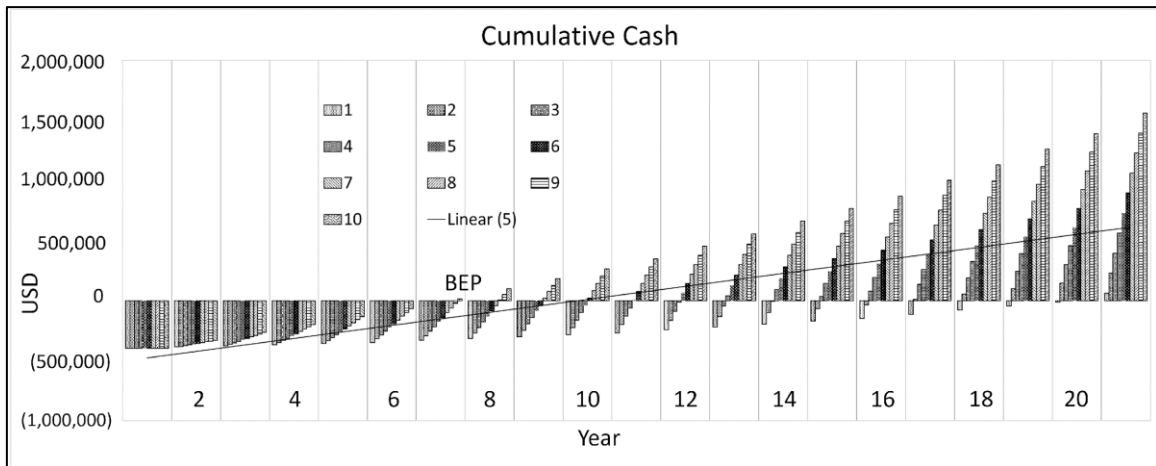 Cumulative Cash
2,000,000
1,500,000
1,000,000
500,000
0
(500,000)
(1,000,000)
USD
1 2 3
4 5 6
7 8 9
10 Linear (5)
BEP
2 4 6 8 10 12 14 16 18 20
Year